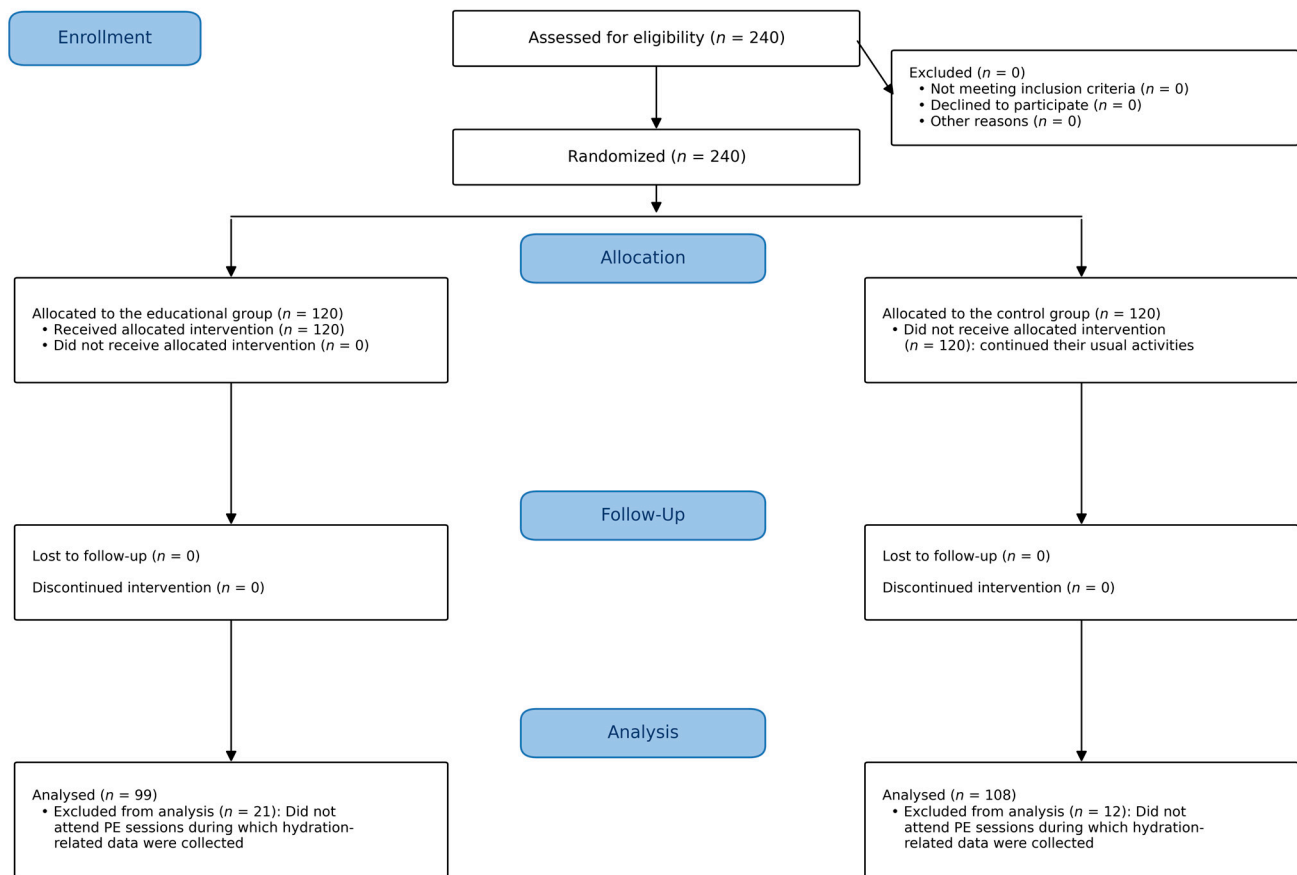 Enrollment
Assessed for eligibility (n = 240)
Excluded (n = 0)
• Not meeting inclusion criteria (n = 0)
• Declined to participate (n = 0)
• Other reasons (n = 0)
Randomized (n = 240)
Allocation
Allocated to the educational group (n = 120)
• Received allocated intervention (n = 120)
• Did not receive allocated intervention (n = 0)
Allocated to the control group (n = 120)
• Did not receive allocated intervention
(n = 120): continued their usual activities
Follow-Up
Lost to follow-up (n = 0)
Discontinued intervention (n = 0)
Lost to follow-up (n = 0)
Discontinued intervention (n = 0)
Analysis
Analysed (n = 99)
• Excluded from analysis (n = 21): Did not
attend PE sessions during which hydration-
related data were collected
Analysed (n = 108)
• Excluded from analysis (n = 12): Did not
attend PE sessions during which hydration-
related data were collected